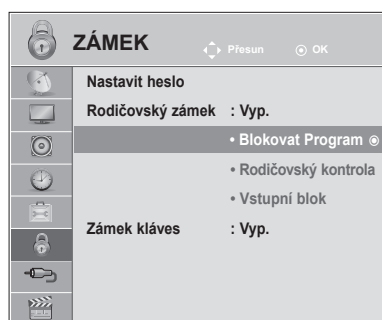 ZÁMEK
Přesun OK
Nastavit heslo
Rodičovský zámek : Vyp.
• Blokovat Program
• Rodičovský kontrola
• Vstupní blok
Zámek kláves : Vyp.